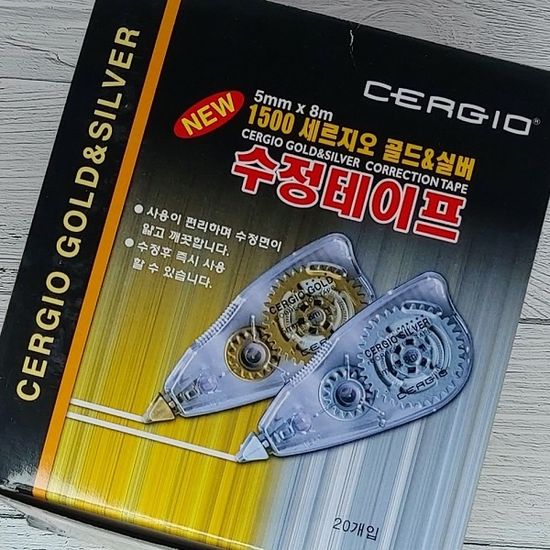 CERGIO GOLD&SILVER
CERGIO®
NEW
5mm x 8m
1500 세르지오 골드&실버
CERGIO GOLD&SILVER CORRECTION TAPE
수정테이프
● 사용이 편리하며 수정면이
얇고 깨끗합니다.
● 수정후 즉시 사용
할 수 있습니다.
CERGIO GOLD
CERGIO
CERGIO SILVER
CERGIO
20개입